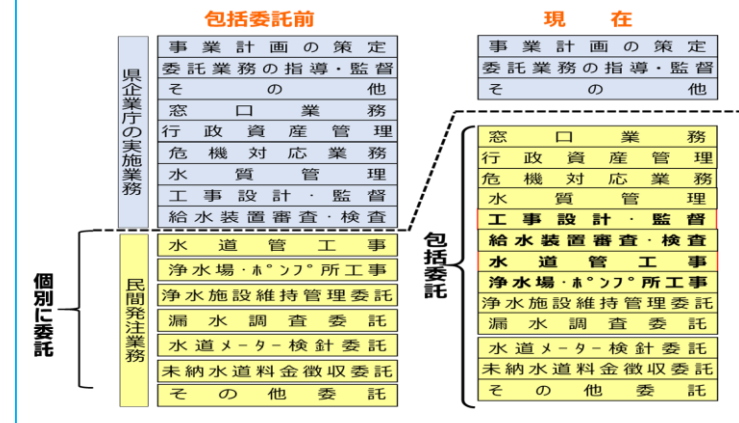 包括委託前
県企業庁の実施業務
事業計画の策定
委託業務の指導・監督
その他
窓口業務
行政資産管理
危機対応業務
水質管理
工事設計・監督
給水装置審査・検査
個別に委託
民間発注業務
水道管工事
浄水場・ﾎﾟﾝﾌﾟ所工事
浄水施設維持管理委託
漏水調査委託
水道メーター検針委託
未納水道料金徴収委託
その他委託
現在
事業計画の策定
委託業務の指導・監督
その他
包括委託
窓口業務
行政資産管理
危機対応業務
水質管理
工事設計・監督
給水装置審査・検査
水道管工事
浄水場・ﾎﾟﾝﾌﾟ所工事
浄水施設維持管理委託
漏水調査委託
水道メーター検針委託
未納水道料金徴収委託
その他委託